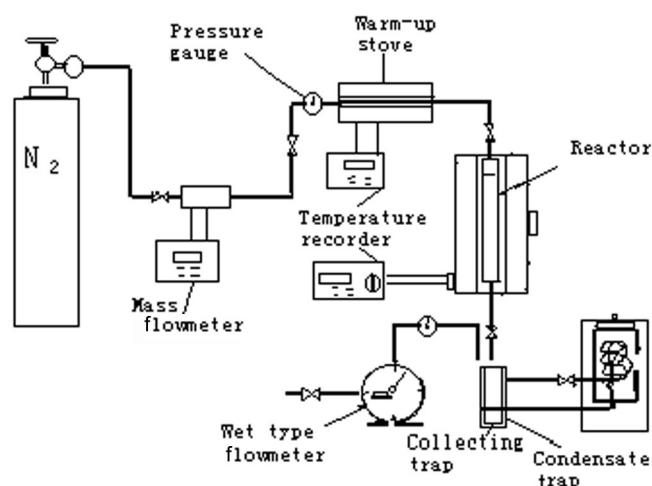 Pressure
gauge
Warm-up
stove
N2
Reactor
Temperature
recorder
Mass
flowmeter
Wet type
flowmeter
Collecting
trap
Condensate
trap